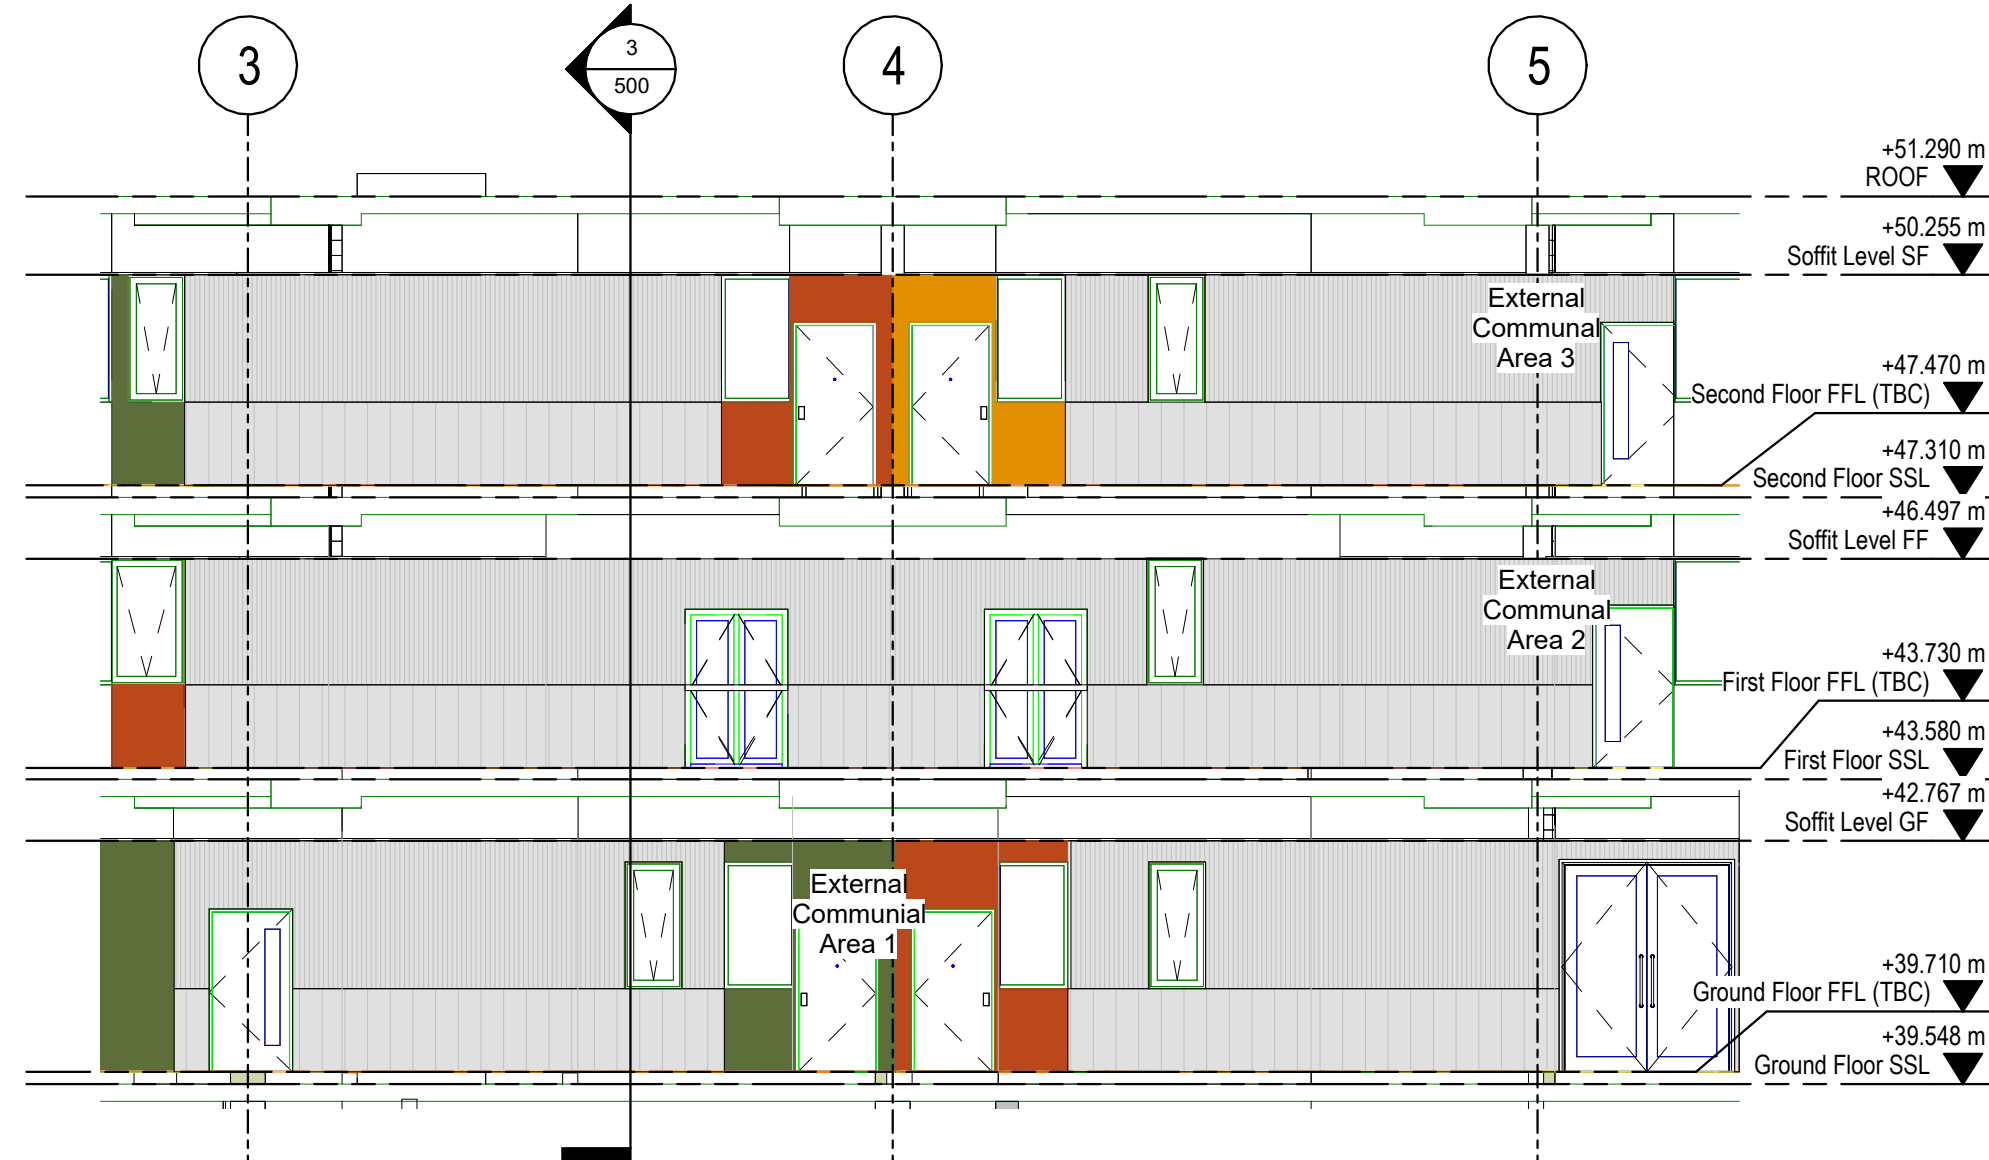 3
3
500
4
5
+51.290 m
ROOF
+50.255 m
Soffit Level SF
External
Communal
Area 3
+47.470 m
Second Floor FFL (TBC)
+47.310 m
Second Floor SSL
+46.497 m
Soffit Level FF
External
Communal
Area 2
+43.730 m
First Floor FFL (TBC)
+43.580 m
First Floor SSL
+42.767 m
Soffit Level GF
External
Communial
Area 1
+39.710 m
Ground Floor FFL (TBC)
+39.548 m
Ground Floor SSL